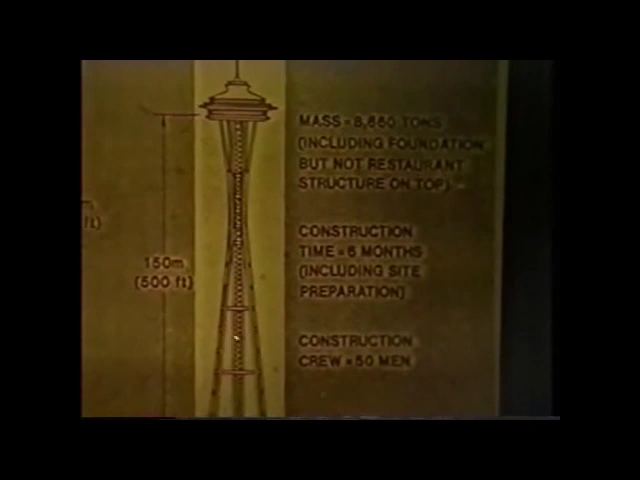 MASS = 8,660 TONS
(INCLUDING FOUNDATION
BUT NOT RESTAURANT
STRUCTURE ON TOP)
m
ft)
CONSTRUCTION
TIME = 6 MONTHS
(INCLUDING SITE
PREPARATION)
150m
(500 ft)
CONSTRUCTION
CREW = 50 MEN